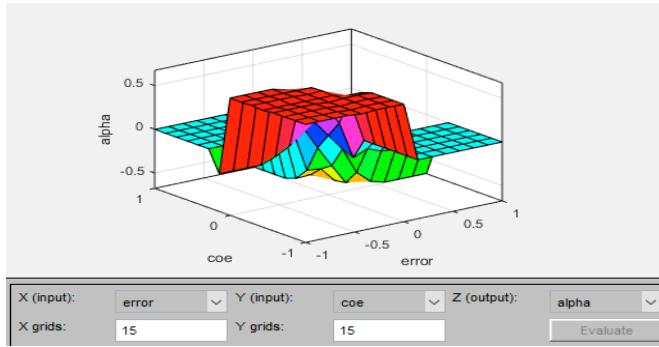 0.5
0
-0.5
alpha
1
0
-1
coe
-1
-0.5
0
0.5
1
error
X (input): error Y (input): coe Z (output): alpha
X grids: 15 Y grids: 15 Evaluate